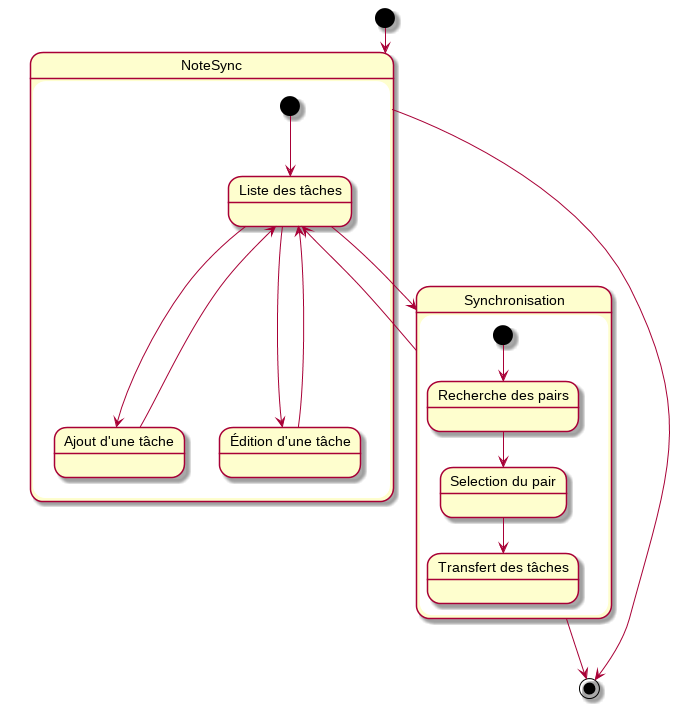 NoteSync
Liste des tâches
Synchronisation
Recherche des pairs
Ajout d'une tâche
Édition d'une tâche
Selection du pair
Transfert des tâches